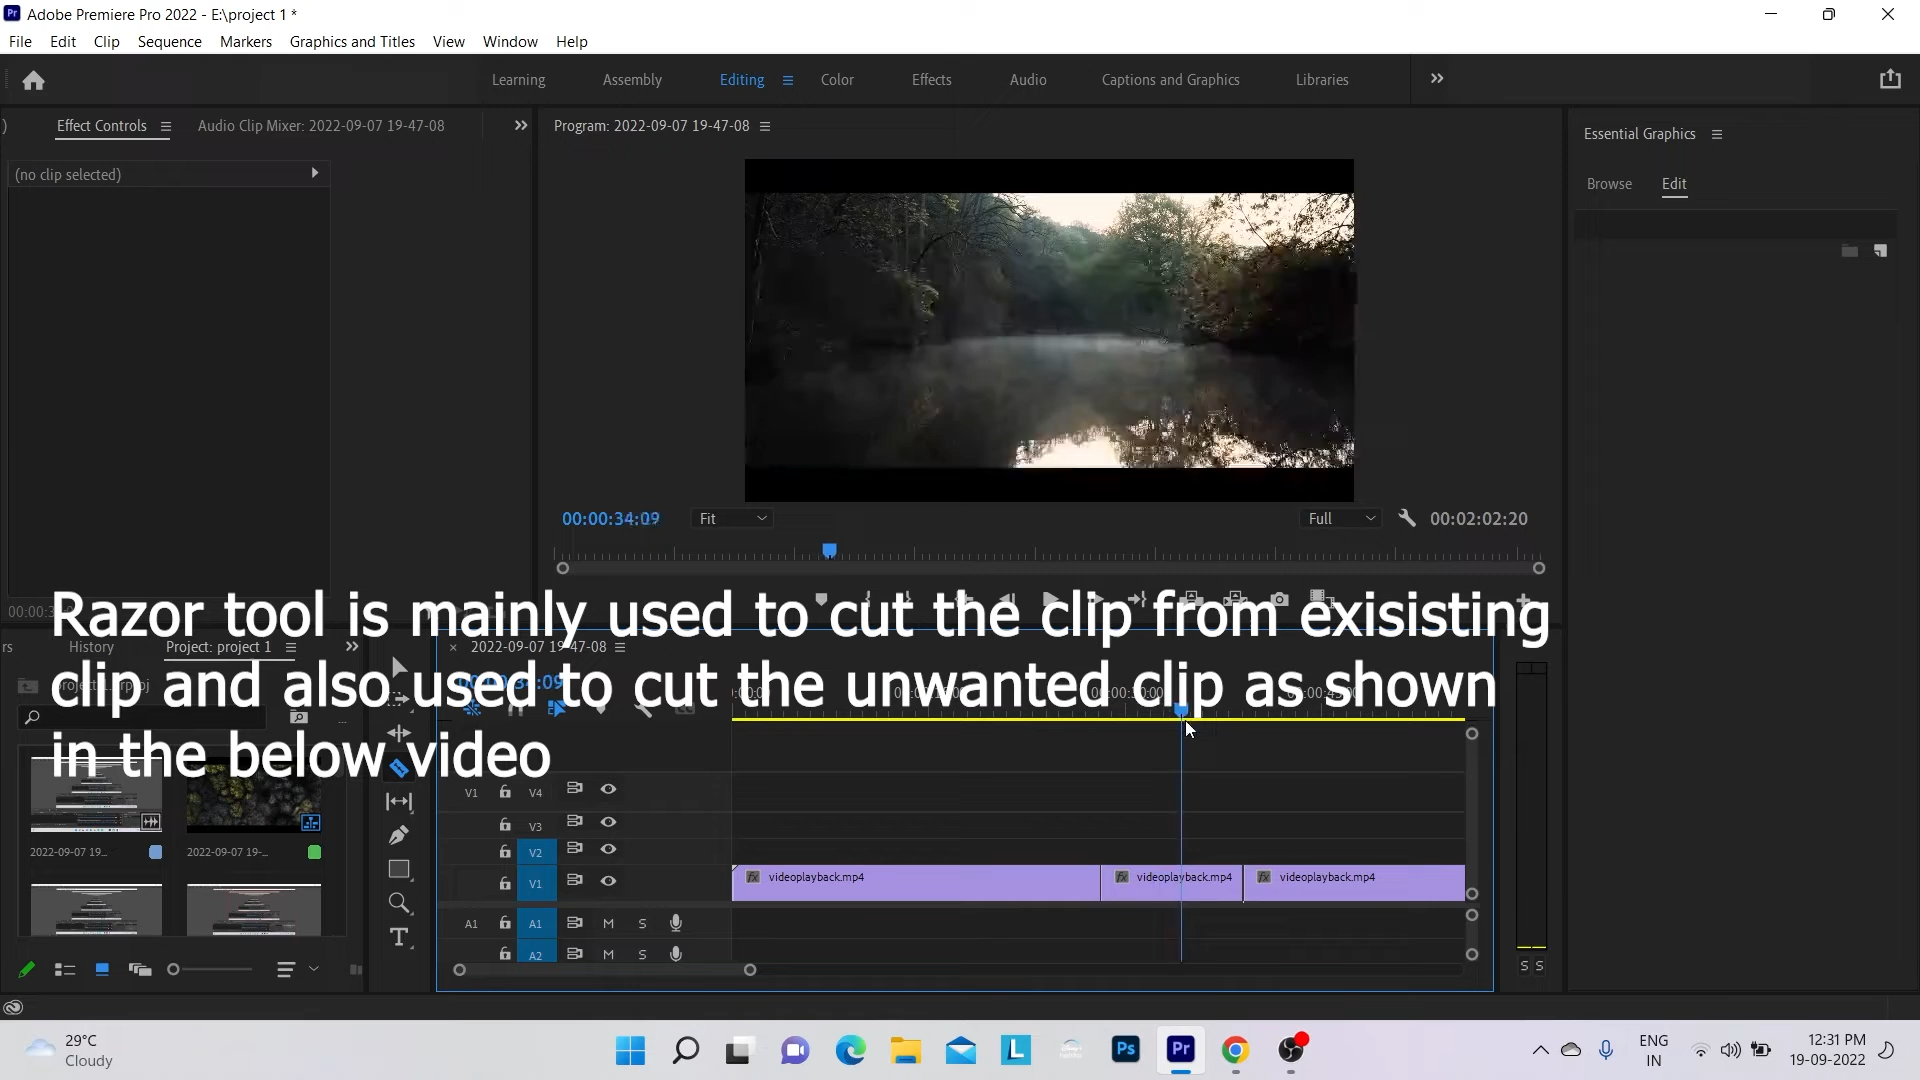 Adobe Premiere Pro 2022 - E:\project 1 *
File Edit Clip Sequence Markers Graphics and Titles View Window Help
Learning Assembly Editing Color Effects Audio Captions and Graphics Libraries
Effect Controls Audio Clip Mixer: 2022-09-07 19-47-08
Program: 2022-09-07 19-47-08
Essential Graphics
(no clip selected)
Browse Edit
00:00:34:09 Fit Full 00:02:02:20
Razor tool is mainly used to cut the clip from exisisting
clip and also used to cut the unwanted clip as shown
in the below video
History Project: project 1
2022-09-07 19-47-08
V1 V4
V3
V2
V1 videoplayback.mp4 videoplayback.mp4 videoplayback.mp4
2022-09-07 19... 2022-09-07 19-...
A1 A1 M S
A2 M S
S S
29°C
Cloudy
Ps Pr
ENG
IN
12:31 PM
19-09-2022